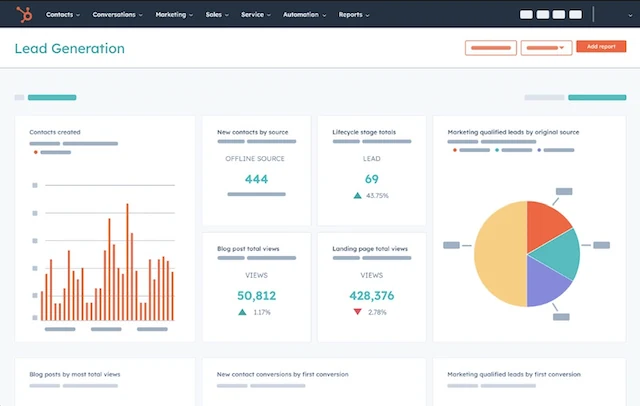 Contacts Conversations Marketing Sales Service Automation Reports
Lead Generation
Add report
Contacts created
New contacts by source
OFFLINE SOURCE
444
Lifecycle stage totals
LEAD
69
43.75%
Marketing qualified leads by original source
Blog post total views
VIEWS
50,812
1.17%
Landing page total views
VIEWS
428,376
2.78%
Blog posts by most total views
New contact conversions by first conversion
Marketing qualified leads by first conversion